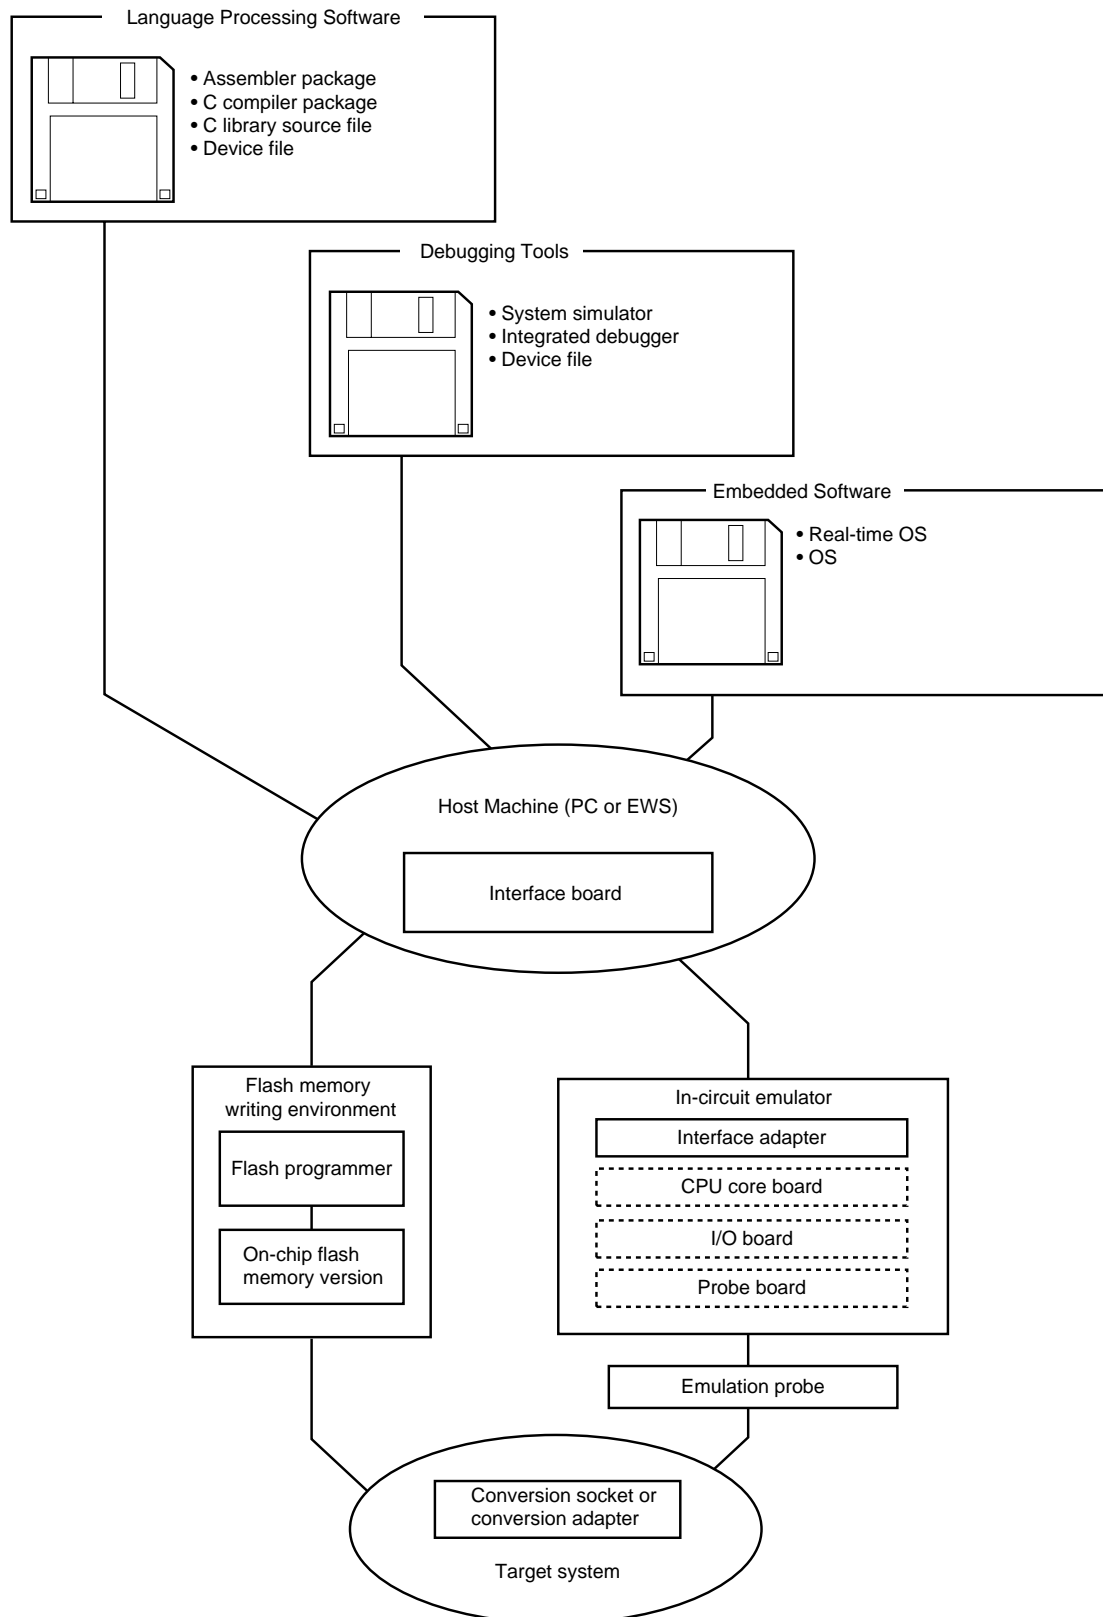 Language Processing Software
• Assembler package
• C compiler package
• C library source file
• Device file
Debugging Tools
• System simulator
• Integrated debugger
• Device file
Embedded Software
• Real-time OS
• OS
Host Machine (PC or EWS)
Interface board
Flash memory
writing environment
Flash programmer
On-chip flash
memory version
In-circuit emulator
Interface adapter
CPU core board
I/O board
Probe board
Emulation probe
Conversion socket or
conversion adapter
Target system